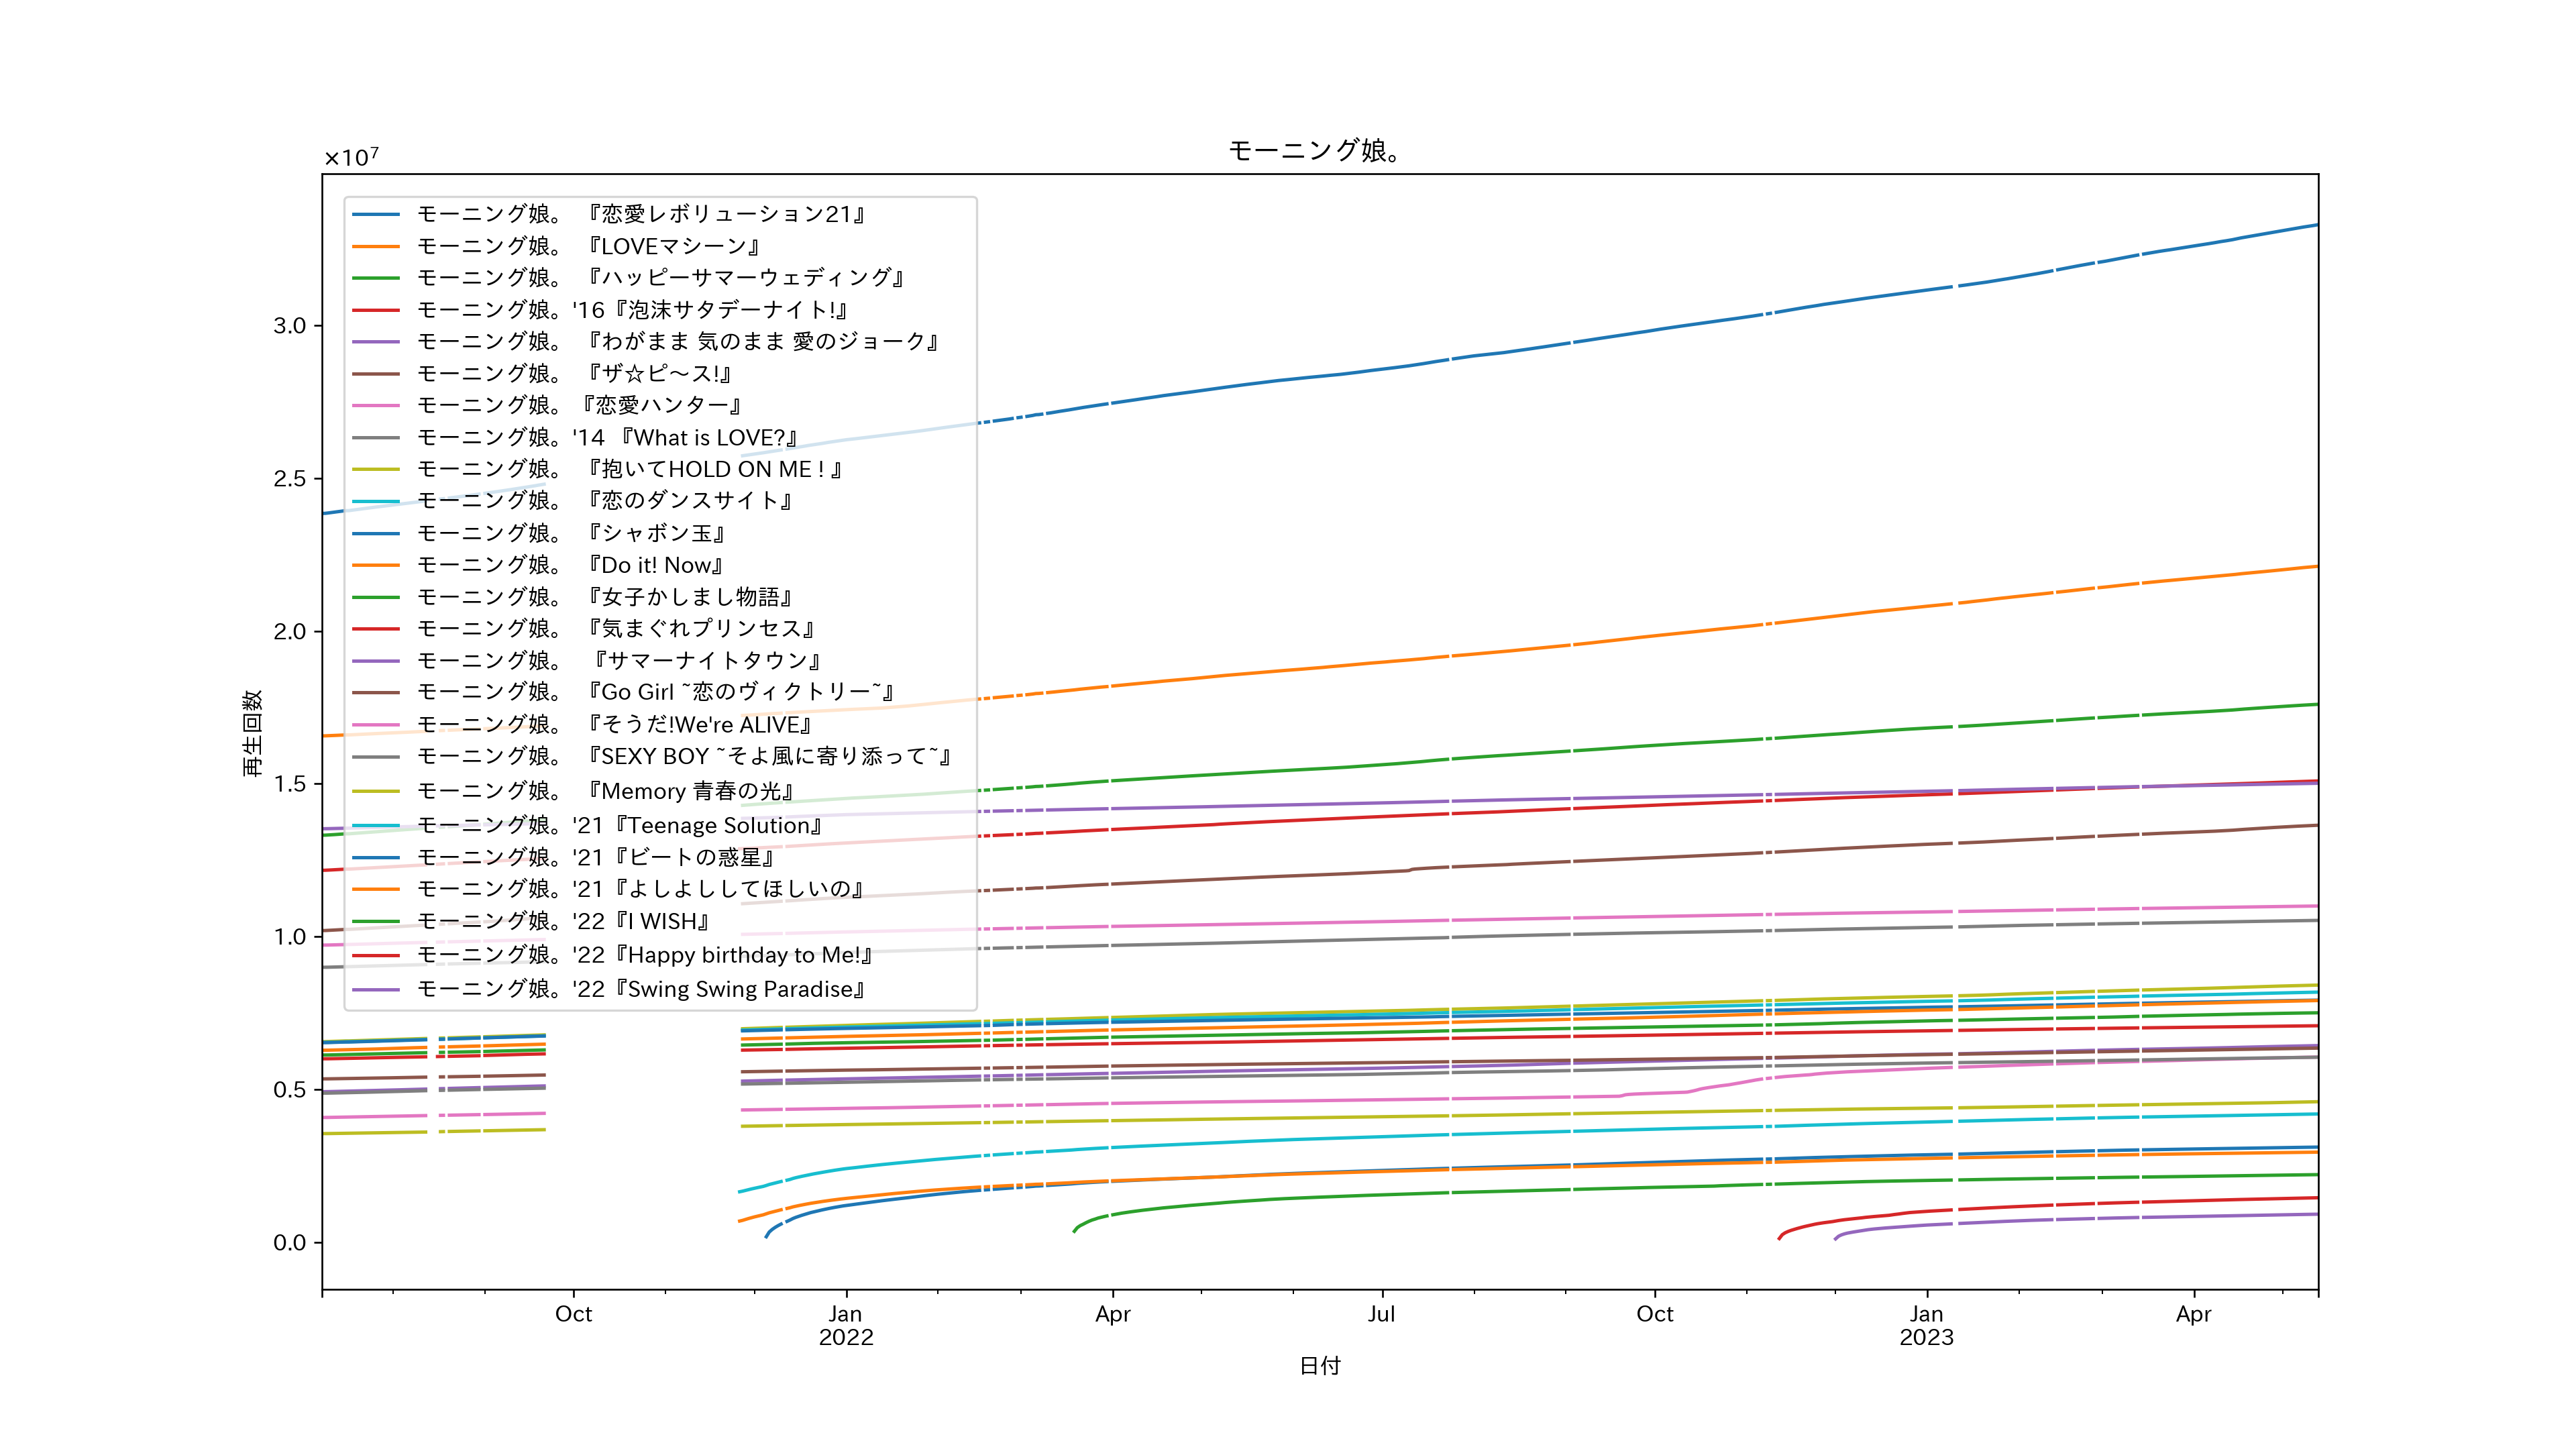 モーニング娘。
×10⁷
モーニング娘。 『恋愛レボリューション21』
モーニング娘。 『LOVEマシーン』
モーニング娘。 『ハッピーサマーウェディング』
モーニング娘。'16『泡沫サタデーナイト!』
モーニング娘。 『わがまま 気のまま 愛のジョーク』
モーニング娘。 『ザ☆ピ〜ス!』
モーニング娘。『恋愛ハンター』
モーニング娘。'14 『What is LOVE?』
モーニング娘。 『抱いてHOLD ON ME ! 』
モーニング娘。 『恋のダンスサイト』
モーニング娘。 『シャボン玉』
モーニング娘。 『Do it! Now』
モーニング娘。 『女子かしまし物語』
モーニング娘。 『気まぐれプリンセス』
モーニング娘。 『サマーナイトタウン』
モーニング娘。 『Go Girl ~恋のヴィクトリー~』
モーニング娘。 『そうだ!We're ALIVE』
モーニング娘。 『SEXY BOY ~そよ風に寄り添って~』
モーニング娘。 『Memory 青春の光』
モーニング娘。'21『Teenage Solution』
モーニング娘。'21『ビートの惑星』
モーニング娘。'21『よしよししてほしいの』
モーニング娘。'22『I WISH』
モーニング娘。'22『Happy birthday to Me!』
モーニング娘。'22『Swing Swing Paradise』
3.0
2.5
2.0
1.5
1.0
0.5
0.0
再生回数
Oct Jan Apr Jul Oct Jan Apr
2022 2023
日付